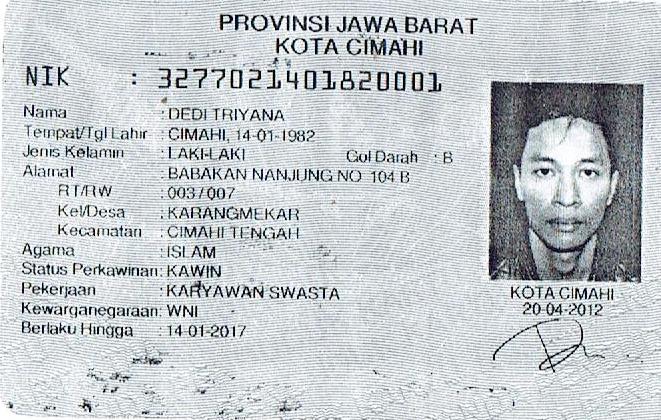 PROVINSI JAWA BARAT
KOTA CIMAHI
NIK : 3277021401820001
Nama : DEDI TRIYANA
Tempat/Tgl Lahir : CIMAHI, 14-01-1982
Jenis Kelamin : LAKI-LAKI Gol Darah : B
Alamat : BABAKAN NANJUNG NO 104 B
RT/RW : 003/007
Kel/Desa : KARANGMEKAR
Kecamatan : CIMAHI TENGAH
Agama : ISLAM
Status Perkawinan: KAWIN
Pekerjaan : KARYAWAN SWASTA
Kewarganegaraan: WNI
Berlaku Hingga : 14-01-2017
KOTA CIMAHI
20-04-2012